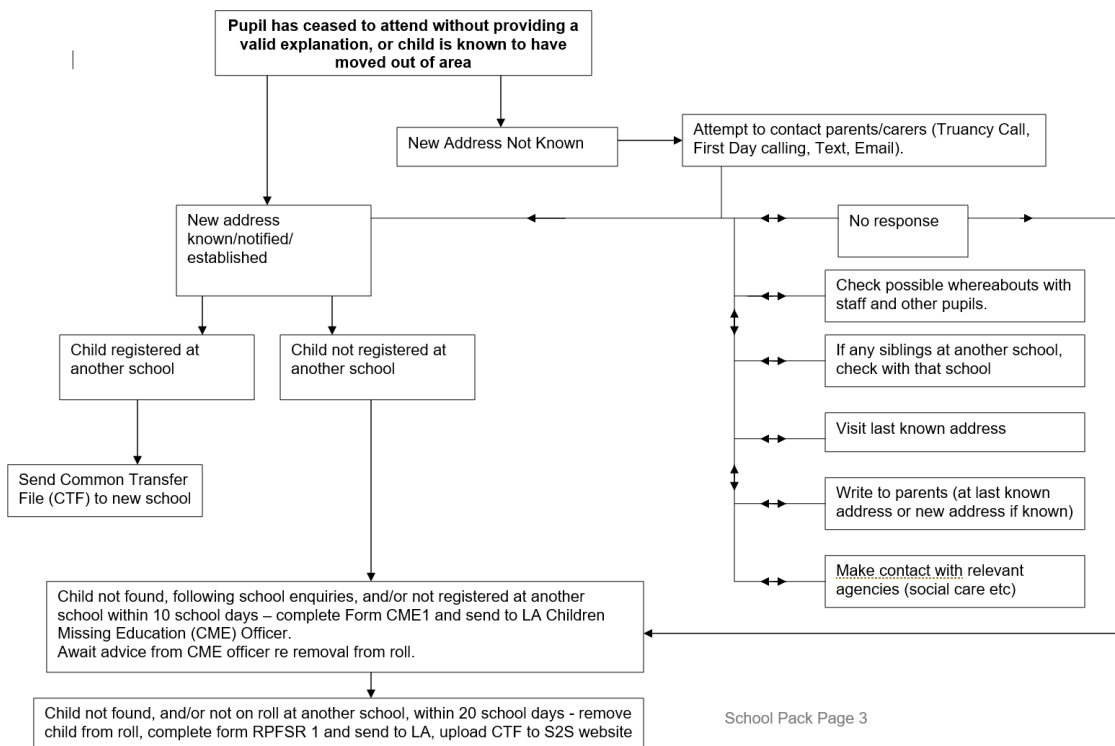 Pupil has ceased to attend without providing a
valid explanation, or child is known to have
moved out of area
New Address Not Known
Attempt to contact parents/carers (Truancy Call,
First Day calling, Text, Email).
New address
known/notified/
established
No response
Check possible whereabouts with
staff and other pupils.
Child registered at
another school
Child not registered at
another school
If any siblings at another school,
check with that school
Visit last known address
Send Common Transfer
File (CTF) to new school
Write to parents (at last known
address or new address if known)
Make contact with relevant
agencies (social care etc)
Child not found, following school enquiries, and/or not registered at another
school within 10 school days – complete Form CME1 and send to LA Children
Missing Education (CME) Officer.
Await advice from CME officer re removal from roll.
Child not found, and/or not on roll at another school, within 20 school days - remove
child from roll, complete form RPFSR 1 and send to LA, upload CTF to S2S website
School Pack Page 3